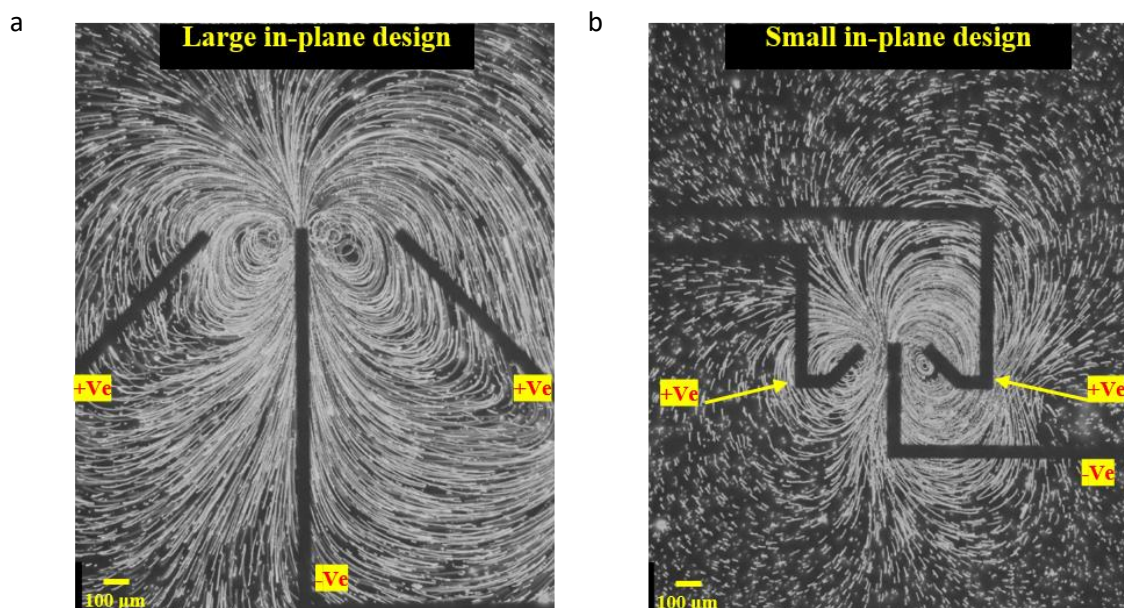 a
Large in-plane design
+Ve
+Ve
-Ve
100 µm
b
Small in-plane design
+Ve
+Ve
-Ve
100 µm